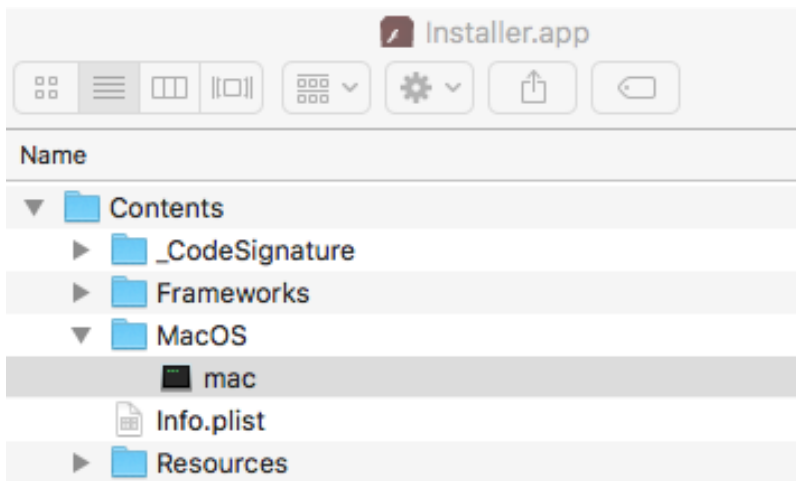 Installer.app
Name
Contents
_CodeSignature
Frameworks
MacOS
mac
Info.plist
Resources